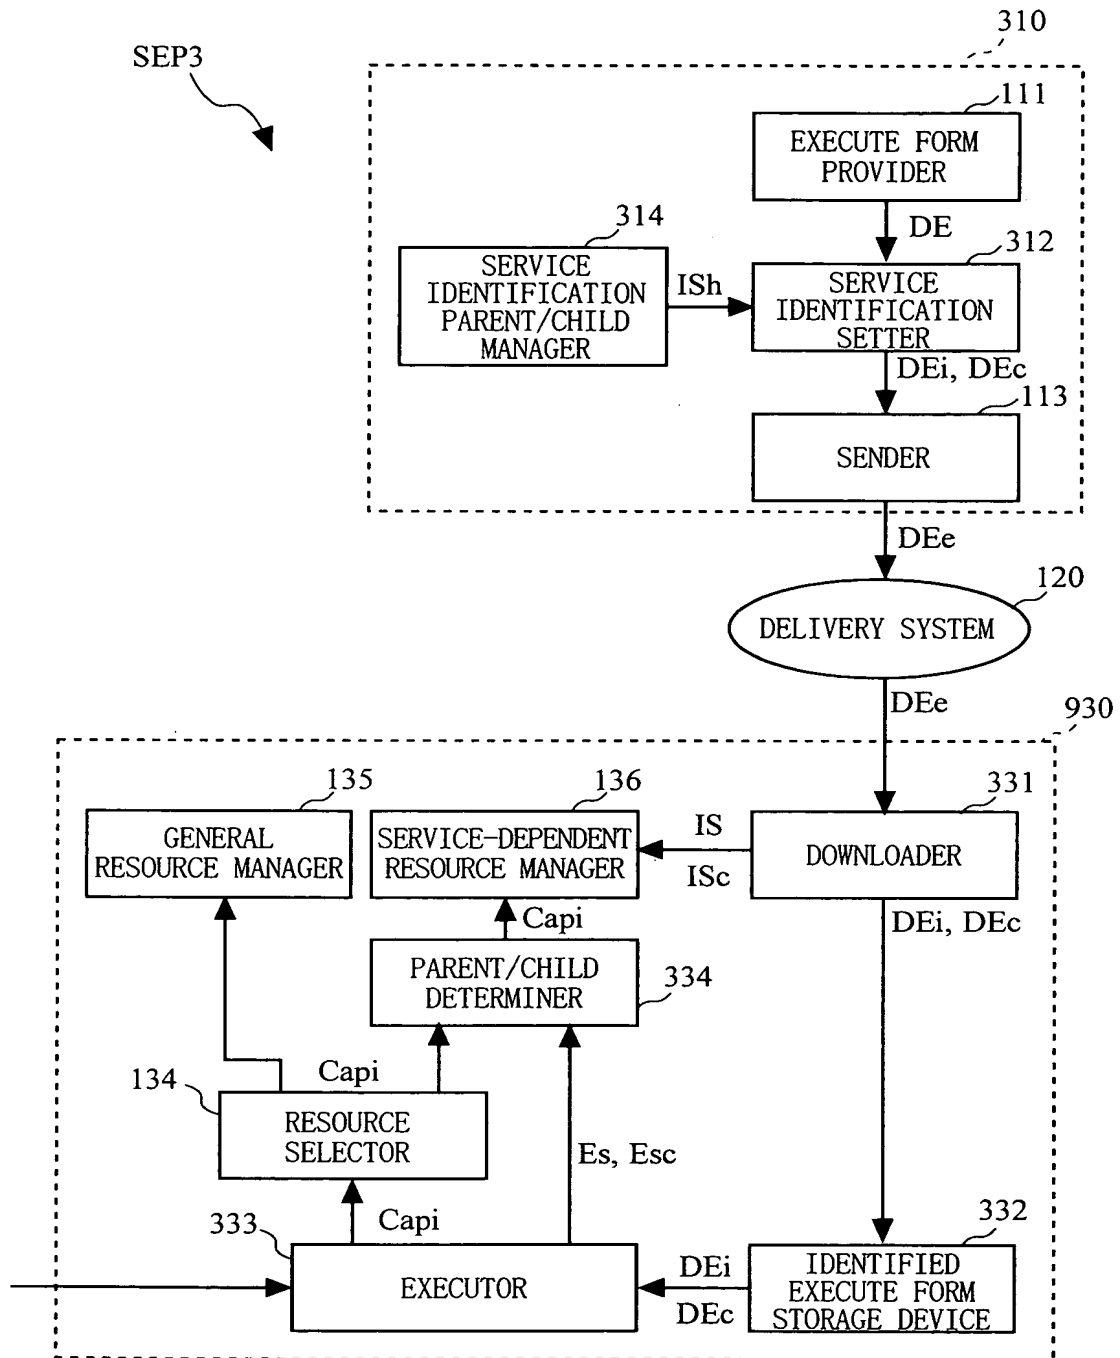 310
SEP3
111
EXECUTE FORM
PROVIDER
DE
314
312
SERVICE
IDENTIFICATION
PARENT/CHILD
MANAGER
ISh
SERVICE
IDENTIFICATION
SETTER
DEi, DEc
113
SENDER
DEe
120
DELIVERY SYSTEM
DEe
930
135
136
331
GENERAL
RESOURCE MANAGER
SERVICE-DEPENDENT
RESOURCE MANAGER
IS
ISc
DOWNLOADER
Capi
DEi, DEc
PARENT/CHILD
DETERMINER
334
134
Capi
RESOURCE
SELECTOR
Es, Esc
333
Capi
332
EXECUTOR
DEi
DEc
IDENTIFIED
EXECUTE FORM
STORAGE DEVICE